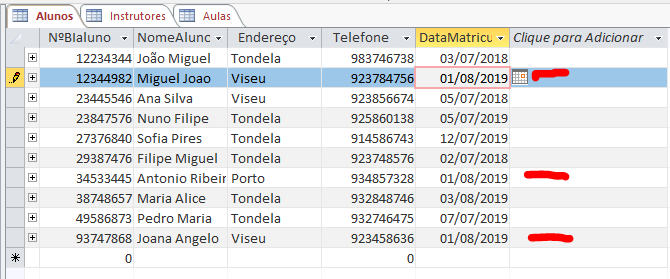 Alunos Instrutores Aulas
NºBIaluno NomeAlunc Endereço Telefone DataMatricu Clique para Adicionar
12234344 João Miguel Tondela 983746738 03/07/2018
12344982 Miguel Joao Viseu 923784756 01/08/2019
23445546 Ana Silva Viseu 923856674 05/07/2018
23847576 Nuno Filipe Tondela 925860138 05/07/2019
27376840 Sofia Pires Tondela 914586743 12/07/2019
29387476 Filipe Miguel Tondela 923748576 02/07/2018
34533445 Antonio Ribeir Porto 934857328 01/08/2019
38748657 Maria Alice Tondela 932848746 03/08/2019
49586873 Pedro Maria Tondela 932746475 07/07/2019
93747868 Joana Angelo Viseu 923458636 01/08/2019
0 0